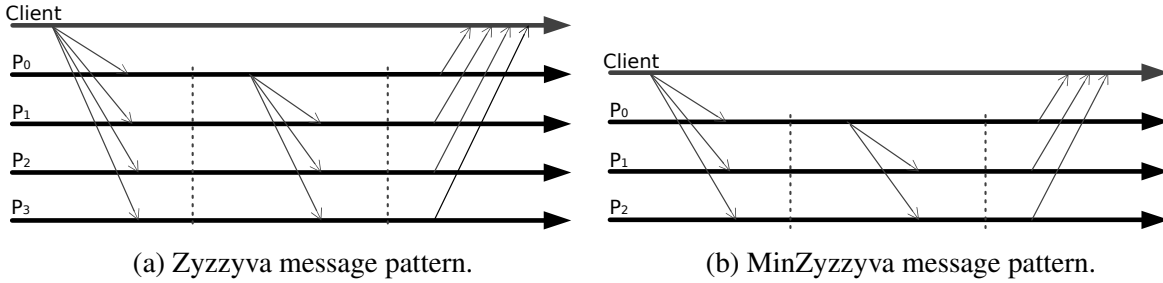 Client
P₀
P₁
P₂
P₃
(a) Zyzzyva message pattern.
Client
P₀
P₁
P₂
(b) MinZyzzyva message pattern.